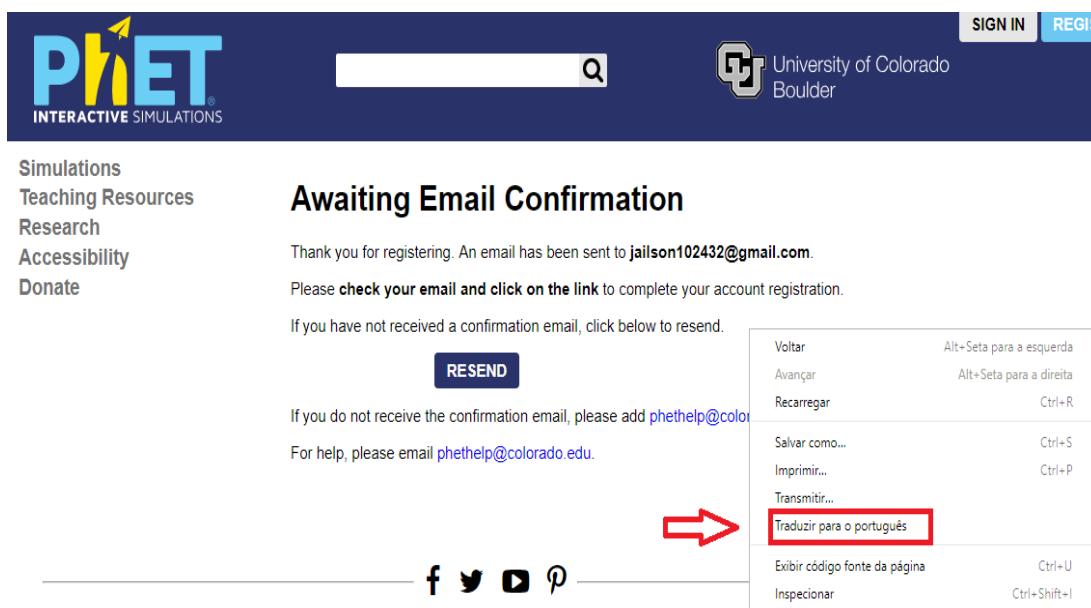 SIGN IN
PhET
INTERACTIVE SIMULATIONS
University of Colorado
Boulder
Simulations
Teaching Resources
Research
Accessibility
Donate
Awaiting Email Confirmation
Thank you for registering. An email has been sent to jailson102432@gmail.com.
Please check your email and click on the link to complete your account registration.
If you have not received a confirmation email, click below to resend.
RESEND
If you do not receive the confirmation email, please add
For help, please email phethelp@colorado.edu.
Voltar Alt+Seta para a esquerda
Avançar Alt+Seta para a direita
Recarregar Ctrl+R
Salvar como... Ctrl+S
Imprimir... Ctrl+P
Transmitir...
Traduzir para o português
Exibir código fonte da página Ctrl+U
Inspecionar Ctrl+Shift+I